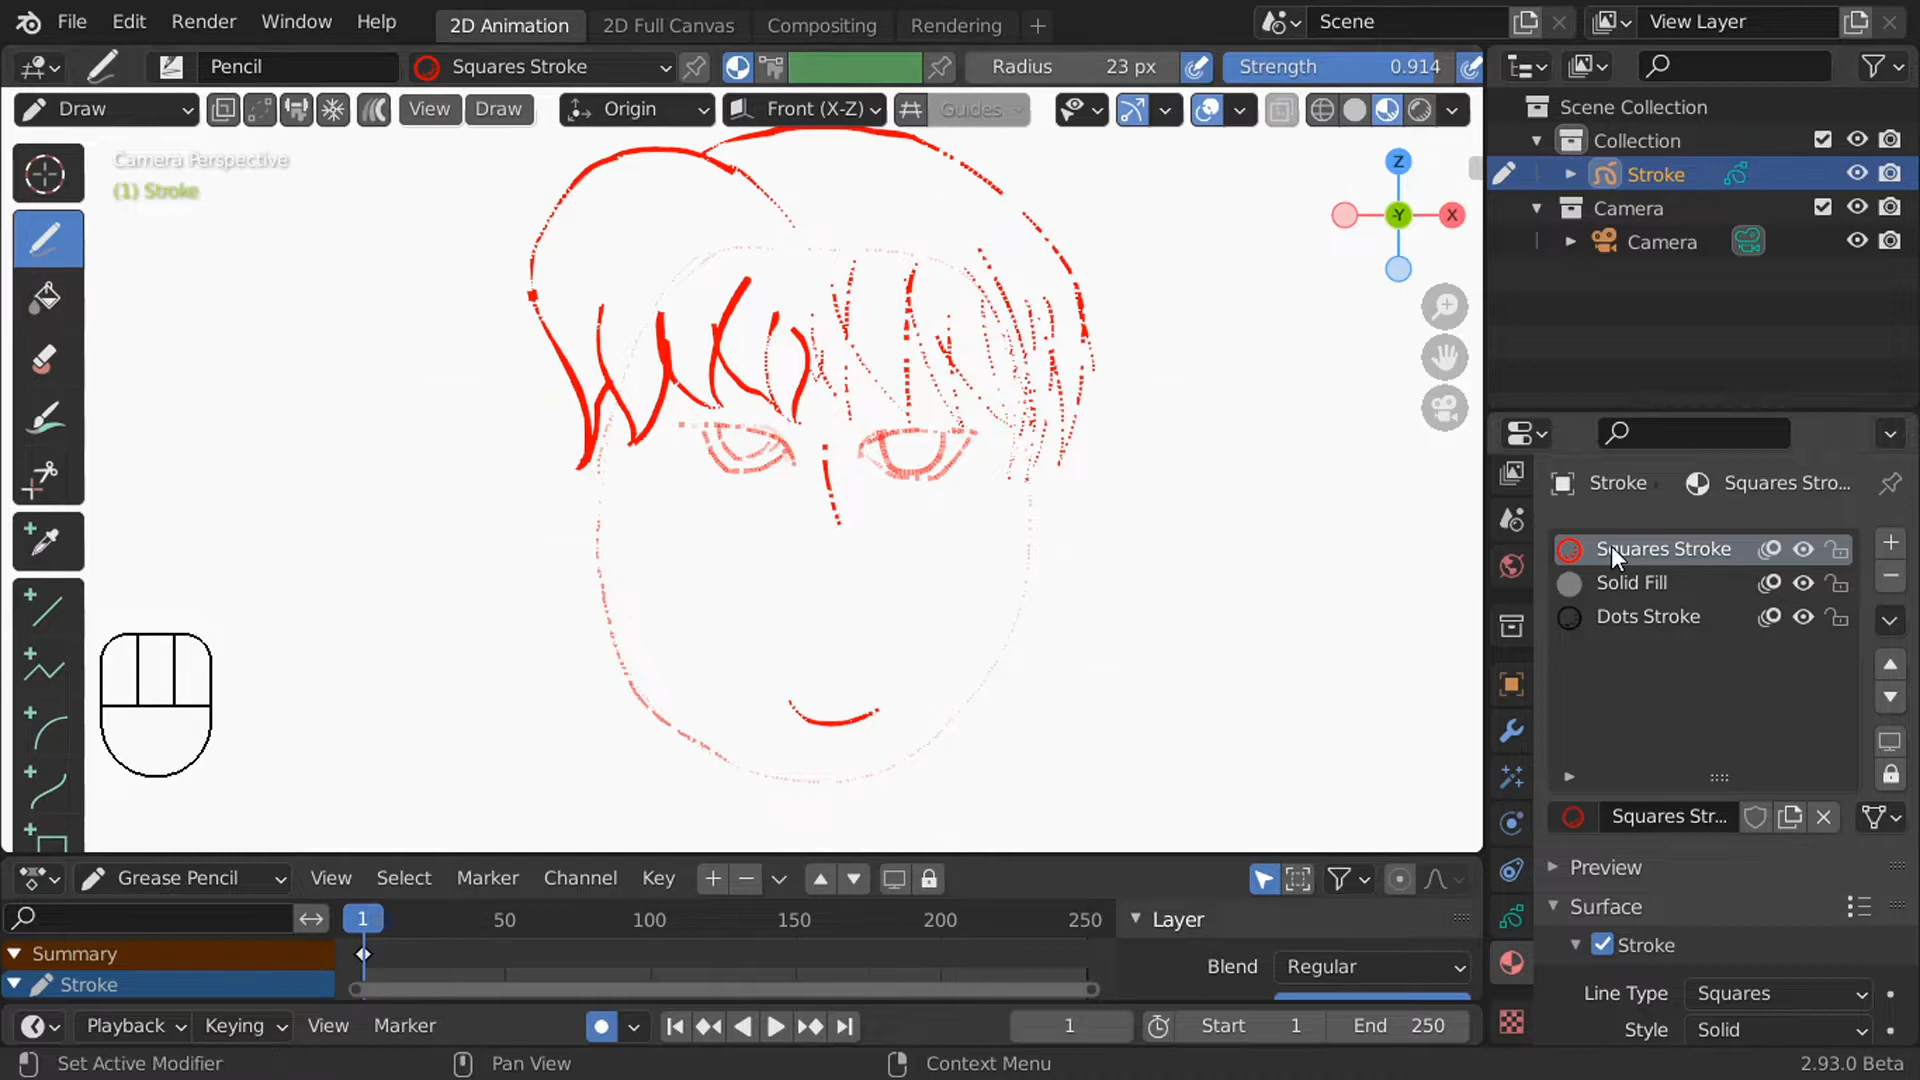 File Edit Render Window Help 2D Animation 2D Full Canvas Compositing Rendering + Scene View Layer
Pencil Squares Stroke Radius 23 px Strength 0.914
Draw View Draw Origin Front (X-Z) Guides
Camera Perspective
(1) Stroke
Z
-Y
X
Scene Collection
Collection
Stroke
Camera
Camera
Stroke Squares Stro...
Squares Stroke
Solid Fill
Dots Stroke
Squares Str...
Preview
Surface
Stroke
Line Type Squares
Style Solid
Grease Pencil View Select Marker Channel Key
1 50 100 150 200 250
Layer
Summary
Blend Regular
Stroke
Playback Keying View Marker 1 Start 1 End 250
Set Active Modifier Pan View Context Menu 2.93.0 Beta